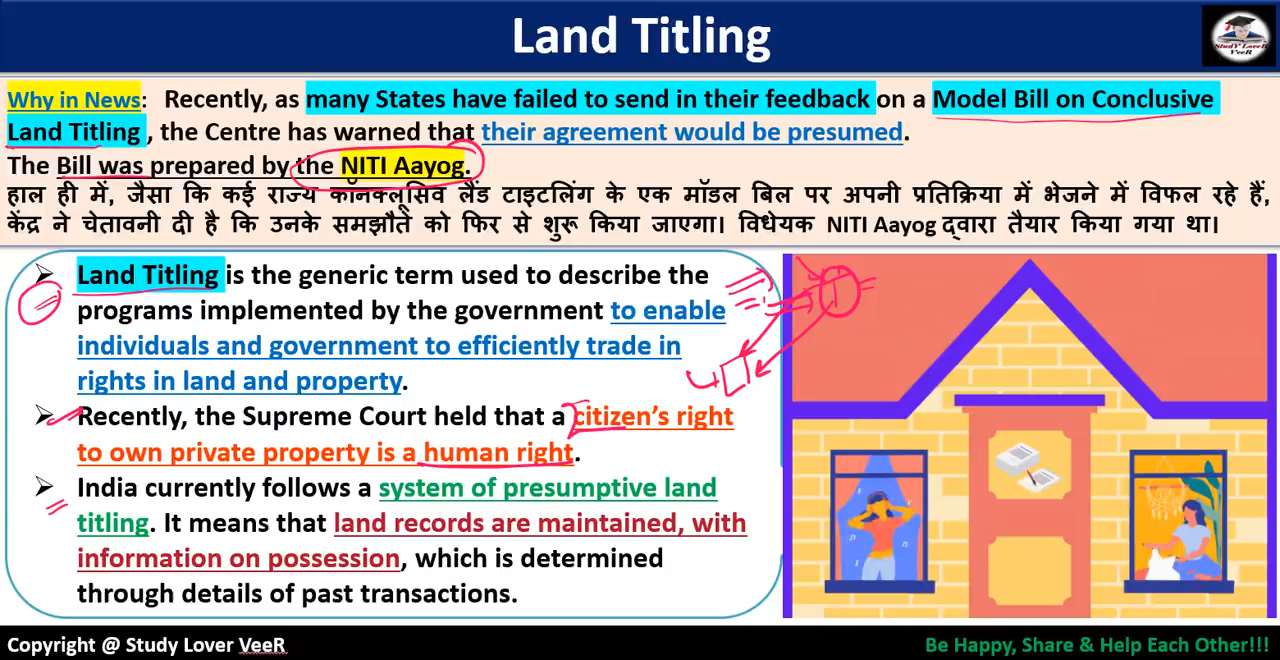 Land Titling
StudY LoveR
VeeR
Why in News: Recently, as many States have failed to send in their feedback on a Model Bill on Conclusive
Land Titling , the Centre has warned that their agreement would be presumed.
The Bill was prepared by the NITI Aayog.
हाल ही में, जैसा कि कई राज्य कॉनक्लूसिव लैंड टाइटलिंग के एक मॉडल बिल पर अपनी प्रतिक्रिया में भेजने में विफल रहे हैं,
केंद्र ने चेतावनी दी है कि उनके समझौते को फिर से शुरू किया जाएगा। विधेयक NITI Aayog द्वारा तैयार किया गया था।
➢ Land Titling is the generic term used to describe the
programs implemented by the government to enable
individuals and government to efficiently trade in
rights in land and property.
➢ Recently, the Supreme Court held that a citizen’s right
to own private property is a human right.
➢ India currently follows a system of presumptive land
titling. It means that land records are maintained, with
information on possession, which is determined
through details of past transactions.
Copyright @ Study Lover VeeR
Be Happy, Share & Help Each Other!!!